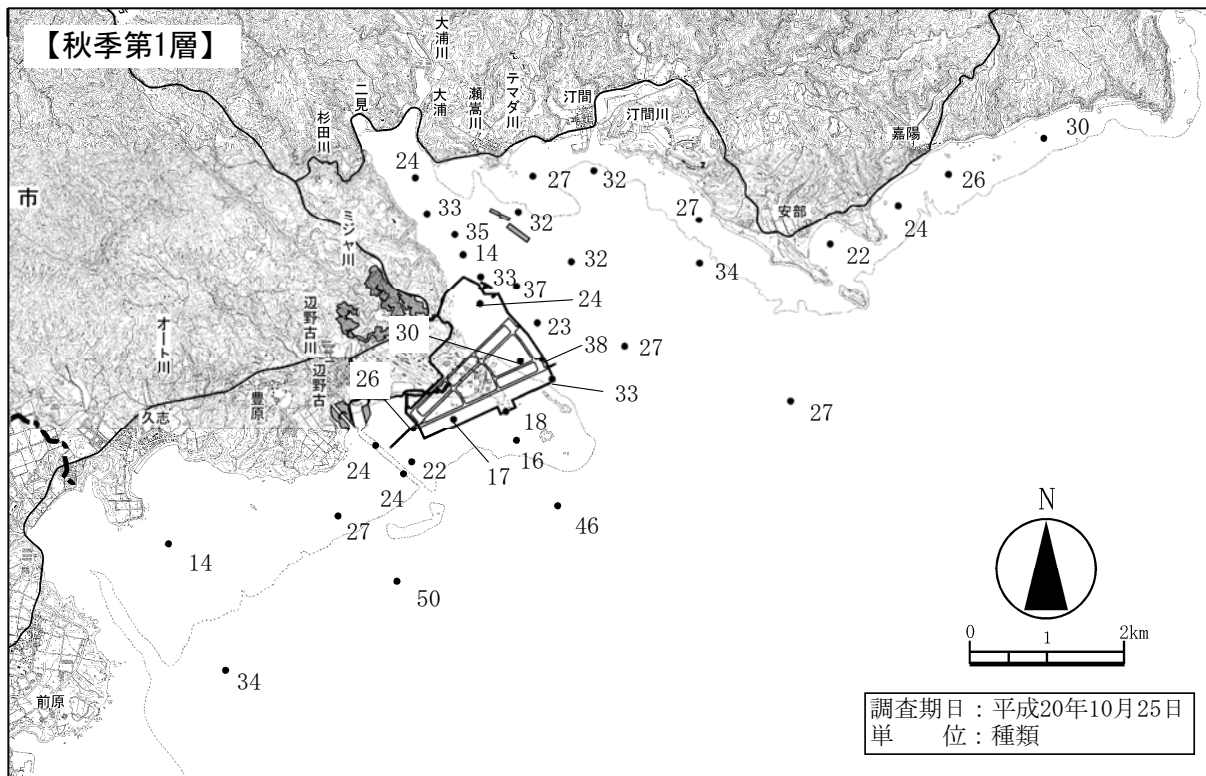 【秋季第1層】
大浦川
二見
杉田川
大浦
瀬嵩川
テマダ川
汀間
汀間川
嘉陽
30
24
27
32
26
市
33
32
27
安部
24
ミジャ川
35
22
14
32
34
33
37
24
辺野古川
30
23
オート川
38
27
辺野古
26
33
豊原
27
久志
18
17
16
24
22
24
46
27
14
N
50
0 1 2km
34
前原
調査期日：平成20年10月25日
単　　位：種類